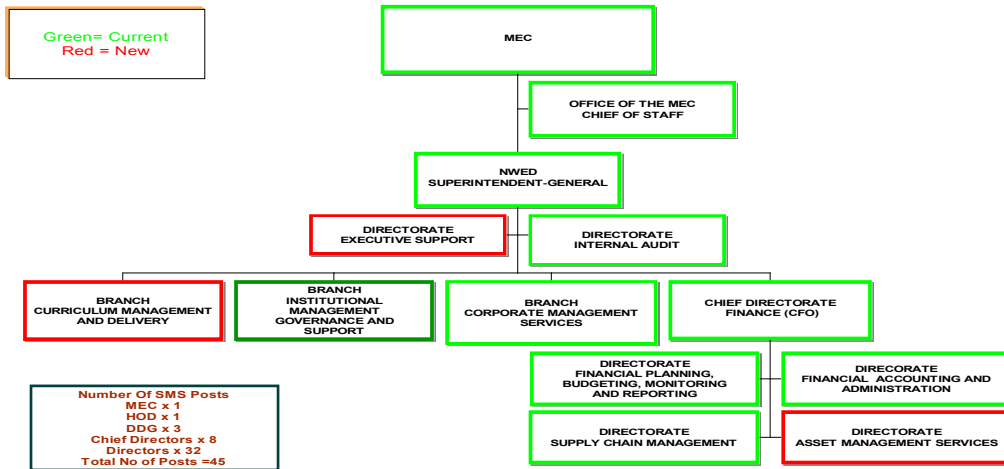 Green= Current
Red = New
MEC
OFFICE OF THE MEC
CHIEF OF STAFF
NWED
SUPERINTENDENT-GENERAL
DIRECTORATE
EXECUTIVE SUPPORT
DIRECTORATE
INTERNAL AUDIT
BRANCH
CURRICULUM MANAGEMENT
AND DELIVERY
BRANCH
INSTITUTIONAL
MANAGEMENT
GOVERNANCE AND
SUPPORT
BRANCH
CORPORATE MANAGEMENT
SERVICES
CHIEF DIRECTORATE
FINANCE (CFO)
DIRECTORATE
FINANCIAL PLANNING,
BUDGETING, MONITORING
AND REPORTING
DIRECORATE
FINANCIAL ACCOUNTING AND
ADMINISTRATION
DIRECTORATE
SUPPLY CHAIN MANAGEMENT
DIRECTORATE
ASSET MANAGEMENT SERVICES
Number Of SMS Posts
MEC x 1
HOD x 1
DDG x 3
Chief Directors x 8
Directors x 32
Total No of Posts =45